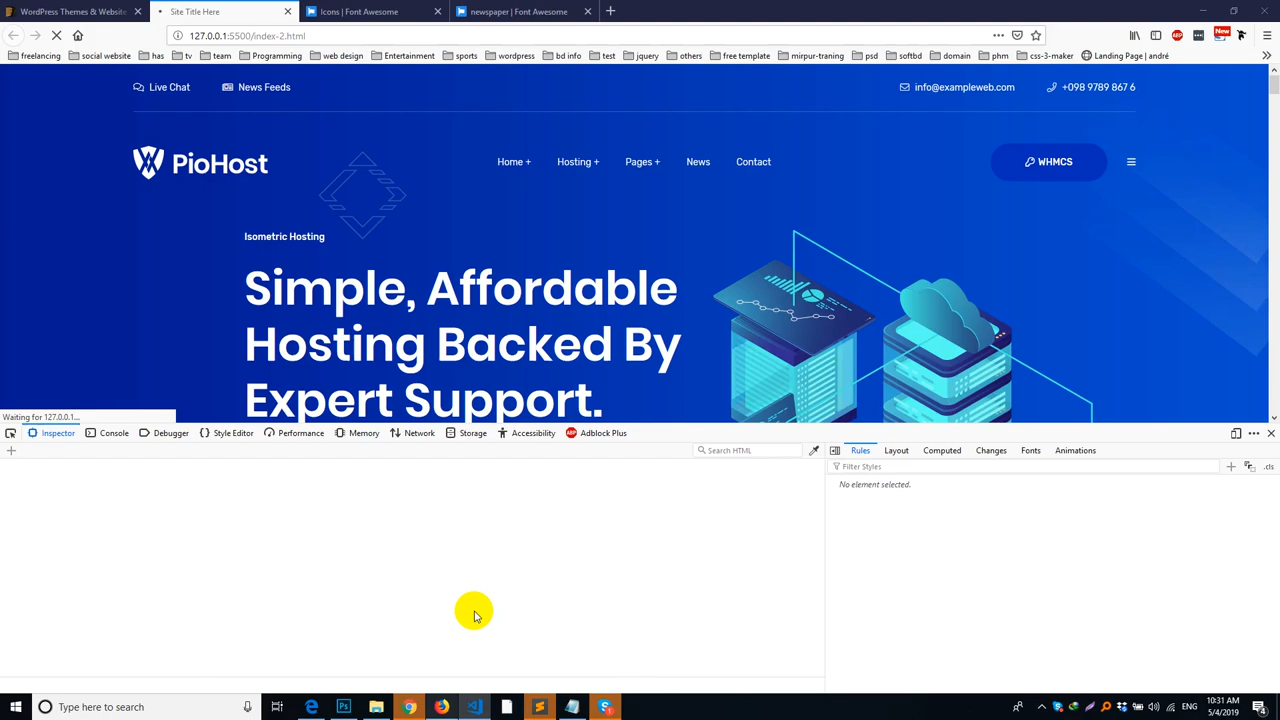 WordPress Themes & Website
Site Title Here
Icons | Font Awesome
newspaper | Font Awesome
127.0.0.1:5500/index-2.html
New
freelancing
social website
has
tv
team
Programming
web design
Entertainment
sports
wordpress
bd info
test
jquery
others
free template
mirpur-traning
psd
softbd
domain
phm
css-3-maker
Landing Page | andré
Live Chat
News Feeds
info@exampleweb.com
+098 9789 867 6
PioHost
Home +
Hosting +
Pages +
News
Contact
WHMCS
Isometric Hosting
Simple, Affordable
Hosting Backed By
Expert Support.
Waiting for 127.0.0.1...
Inspector
Console
Debugger
Style Editor
Performance
Memory
Network
Storage
Accessibility
Adblock Plus
Search HTML
Rules
Layout
Computed
Changes
Fonts
Animations
Filter Styles
.cls
No element selected.
Type here to search
ENG
10:31 AM
5/4/2019